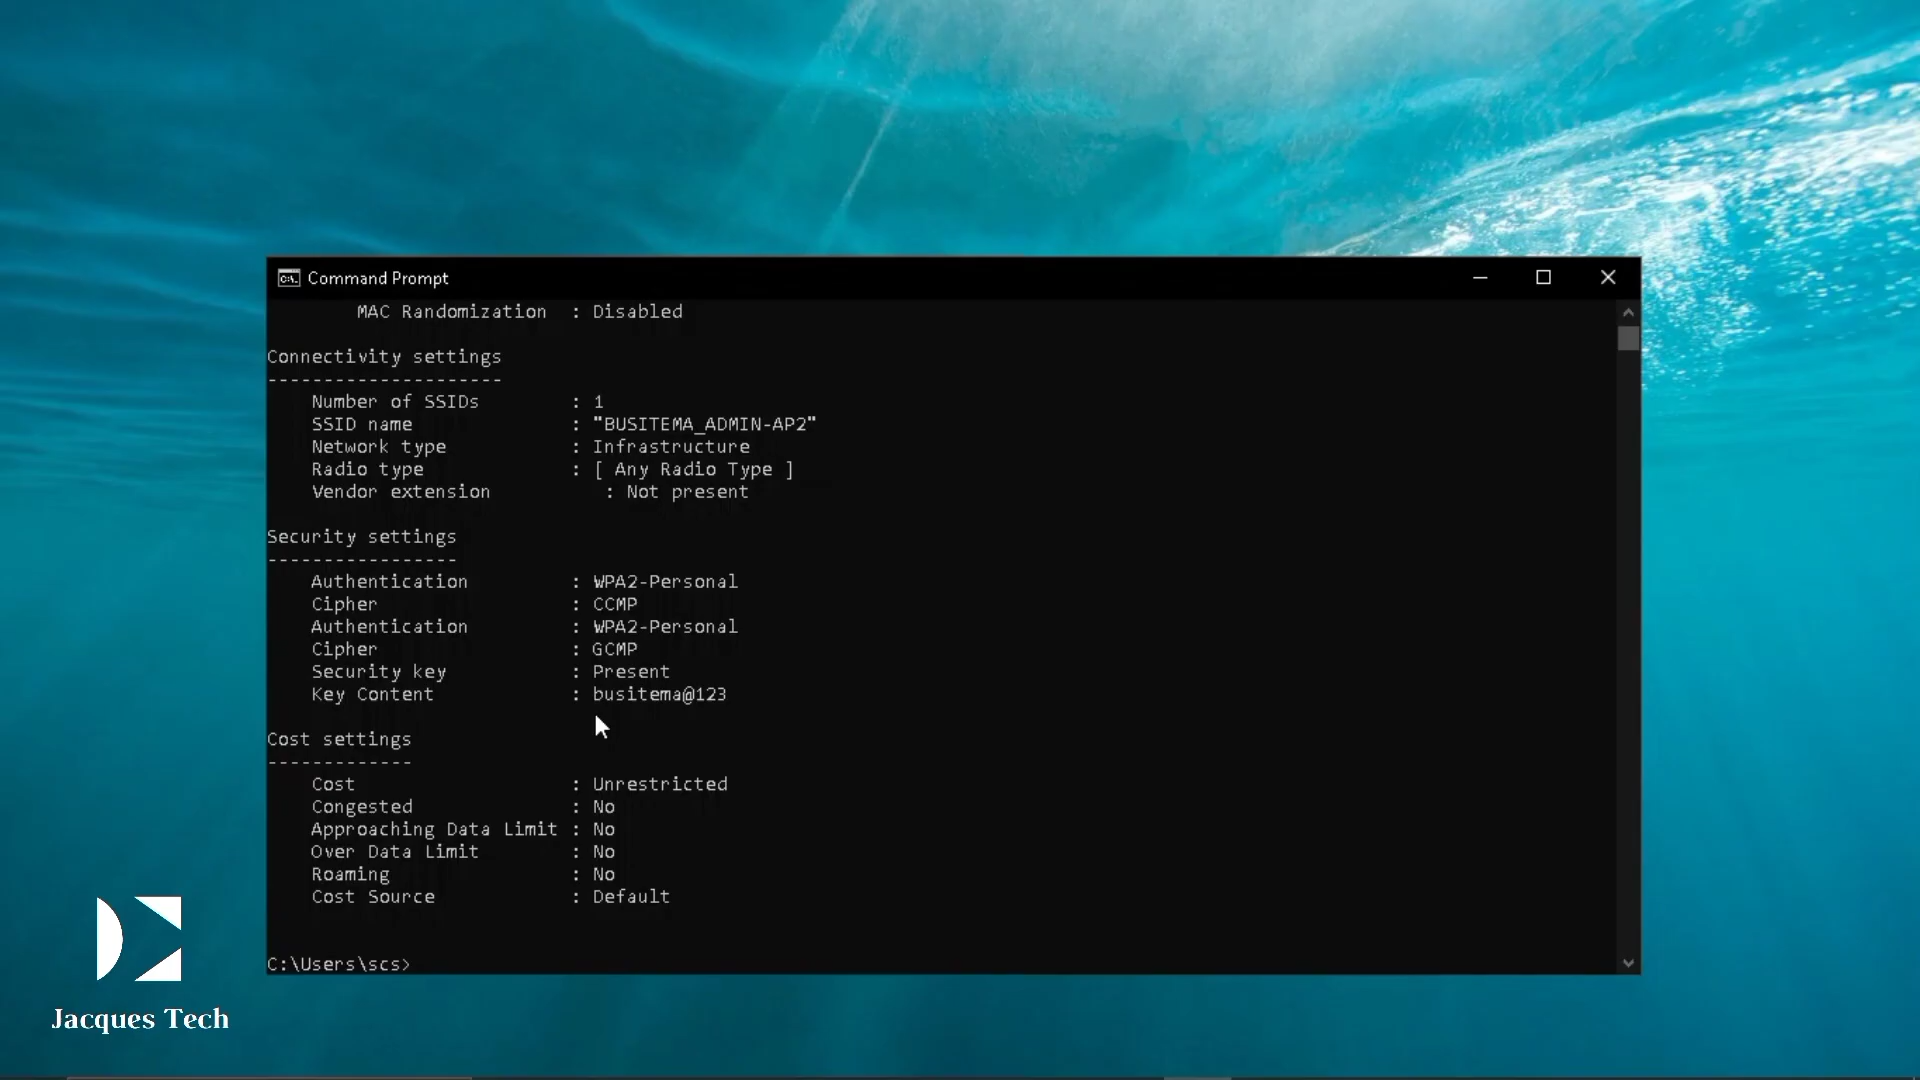 Command Prompt
MAC Randomization : Disabled
Connectivity settings
---------------------
Number of SSIDs : 1
SSID name : "BUSITEMA_ADMIN-AP2"
Network type : Infrastructure
Radio type : [ Any Radio Type ]
Vendor extension : Not present
Security settings
-----------------
Authentication : WPA2-Personal
Cipher : CCMP
Authentication : WPA2-Personal
Cipher : GCMP
Security key : Present
Key Content : busitema@123
Cost settings
-------------
Cost : Unrestricted
Congested : No
Approaching Data Limit : No
Over Data Limit : No
Roaming : No
Cost Source : Default
C:\Users\scs>
Jacques Tech